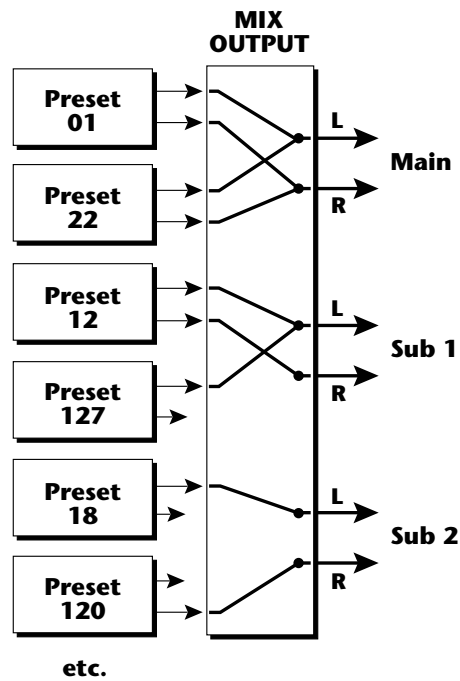 MIX
OUTPUT
Preset
01
Preset
22
L
R
Main
Preset
12
Preset
127
L
R
Sub 1
Preset
18
Preset
120
L
R
Sub 2
etc.